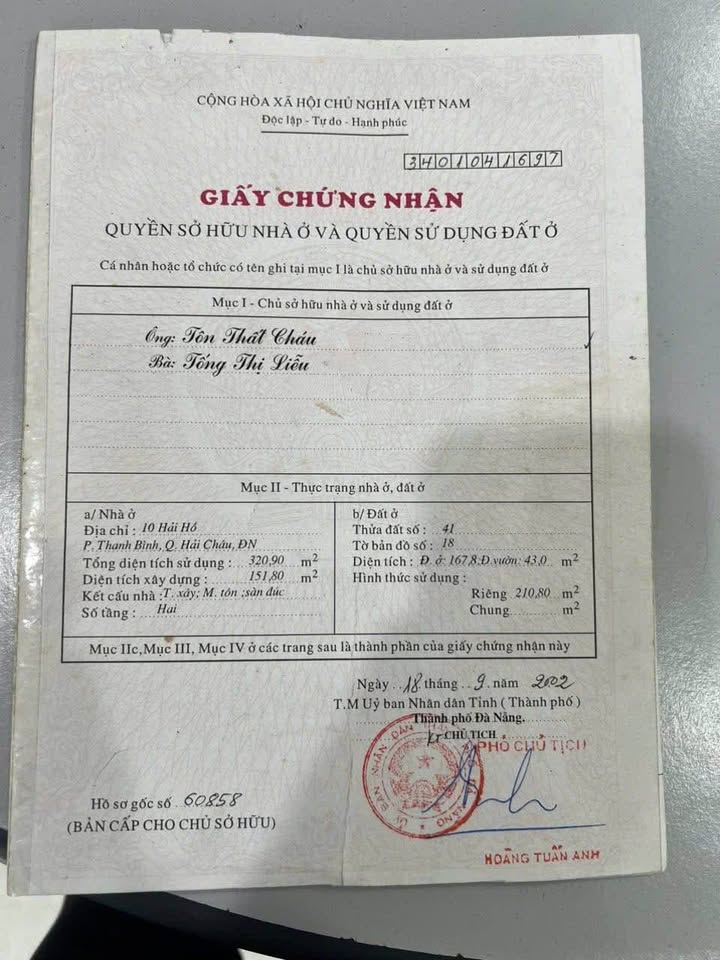 CỘNG HÒA XÃ HỘI CHỦ NGHĨA VIỆT NAM
Độc lập - Tự do - Hạnh phúc
3401041697
GIẤY CHỨNG NHẬN
QUYỀN SỞ HỮU NHÀ Ở VÀ QUYỀN SỬ DỤNG ĐẤT Ở
Cá nhân hoặc tổ chức có tên ghi tại mục I là chủ sở hữu nhà ở và sử dụng đất ở
Mục I - Chủ sở hữu nhà ở và sử dụng đất ở
Ông: Tôn Thất Cháu
Bà: Tống Thị Liễu
Mục II - Thực trạng nhà ở, đất ở
a/ Nhà ở
Địa chỉ : 10 Hải Hồ
P. Thanh Bình, Q. Hải Châu, ĐN
Tổng diện tích sử dụng : 320,90 m2
Diện tích xây dựng : 151,80 m2
Kết cấu nhà : T. xây; M. tôn ;sàn đúc
Số tầng : Hai
b/ Đất ở
Thửa đất số : 41
Tờ bản đồ số : 18
Diện tích : Đ. ở: 167,8;Đ.vườn: 43,0 m2
Hình thức sử dụng :
Riêng 210,80 m2
Chung m2
Mục IIc,Mục III, Mục IV ở các trang sau là thành phần của giấy chứng nhận này
Ngày 18 tháng 9 năm 2002
T.M Uỷ ban Nhân dân Tỉnh ( Thành phố )
Thành phố Đà Nẵng.
KT CHỦ TỊCH
PHÓ CHỦ TỊCH
HOÀNG TUẤN ANH
Hồ sơ gốc số 60858
(BẢN CẤP CHO CHỦ SỞ HỮU)